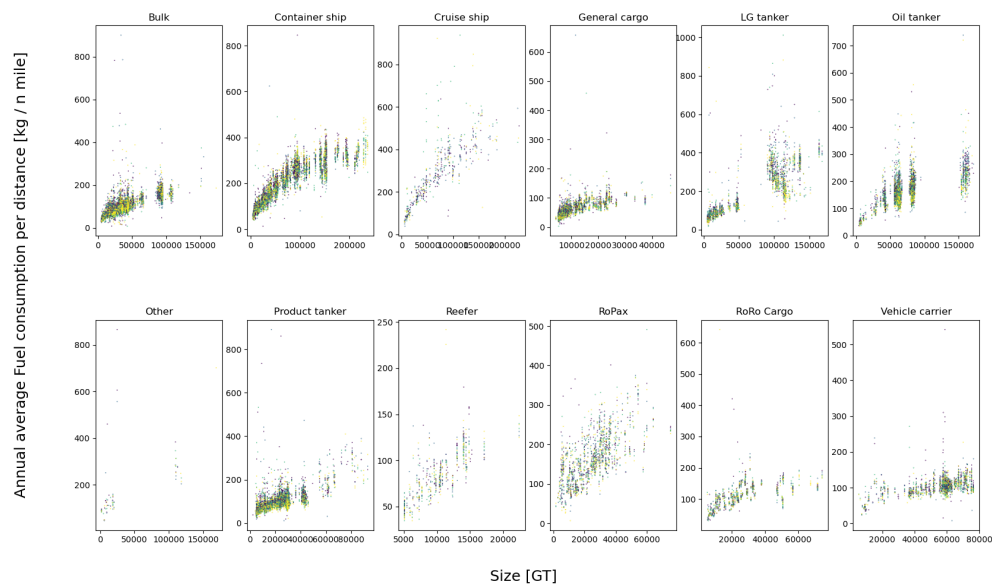 Annual average Fuel consumption per distance [kg / n mile]
Bulk
800
600
400
200
0
0 50000 100000 150000
Container ship
800
600
400
200
0
0 100000 200000
Cruise ship
800
600
400
200
0
0 50000 100000 150000 200000
General cargo
600
500
400
300
200
100
0
10000 20000 30000 40000
LG tanker
1000
800
600
400
200
0
0 50000 100000 150000
Oil tanker
700
600
500
400
300
200
100
0
0 50000 100000 150000
Other
800
600
400
200
0 50000 100000 150000
Product tanker
800
600
400
200
0
0 20000 40000 60000 80000
Reefer
250
200
150
100
50
5000 10000 15000 20000
RoPax
500
400
300
200
100
0
0 20000 40000 60000
RoRo Cargo
600
500
400
300
200
100
20000 40000 60000
Vehicle carrier
500
400
300
200
100
0
20000 40000 60000 80000
Size [GT]